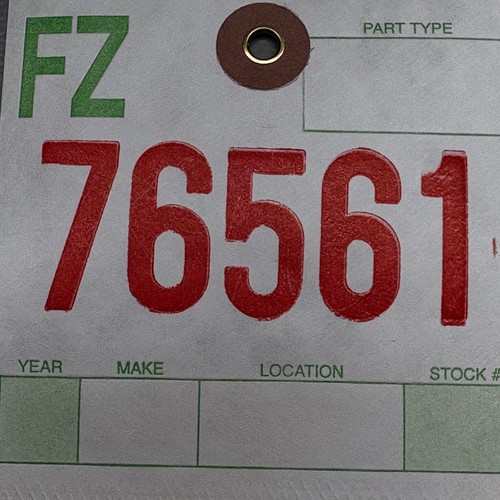 FZ
PART TYPE
76561
YEAR MAKE LOCATION STOCK #